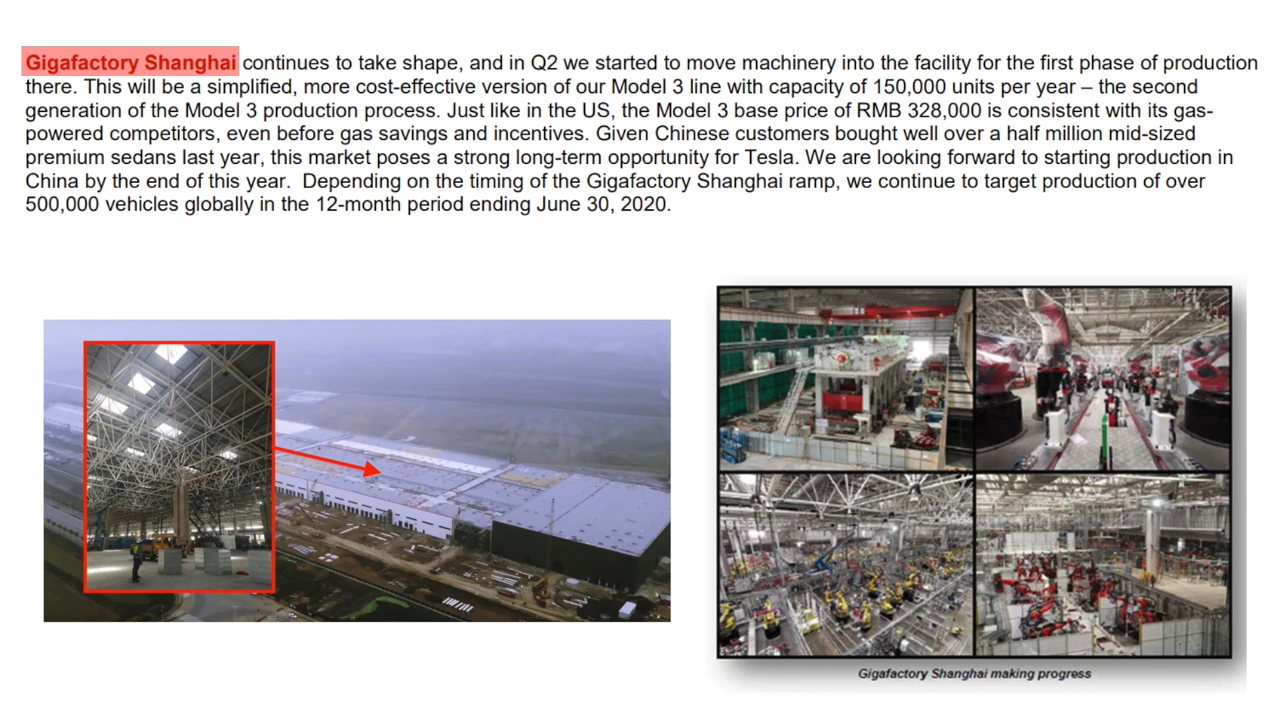 Gigafactory Shanghai continues to take shape, and in Q2 we started to move machinery into the facility for the first phase of production
there. This will be a simplified, more cost-effective version of our Model 3 line with capacity of 150,000 units per year – the second
generation of the Model 3 production process. Just like in the US, the Model 3 base price of RMB 328,000 is consistent with its gas-
powered competitors, even before gas savings and incentives. Given Chinese customers bought well over a half million mid-sized
premium sedans last year, this market poses a strong long-term opportunity for Tesla. We are looking forward to starting production in
China by the end of this year.  Depending on the timing of the Gigafactory Shanghai ramp, we continue to target production of over
500,000 vehicles globally in the 12-month period ending June 30, 2020.
Gigafactory Shanghai making progress